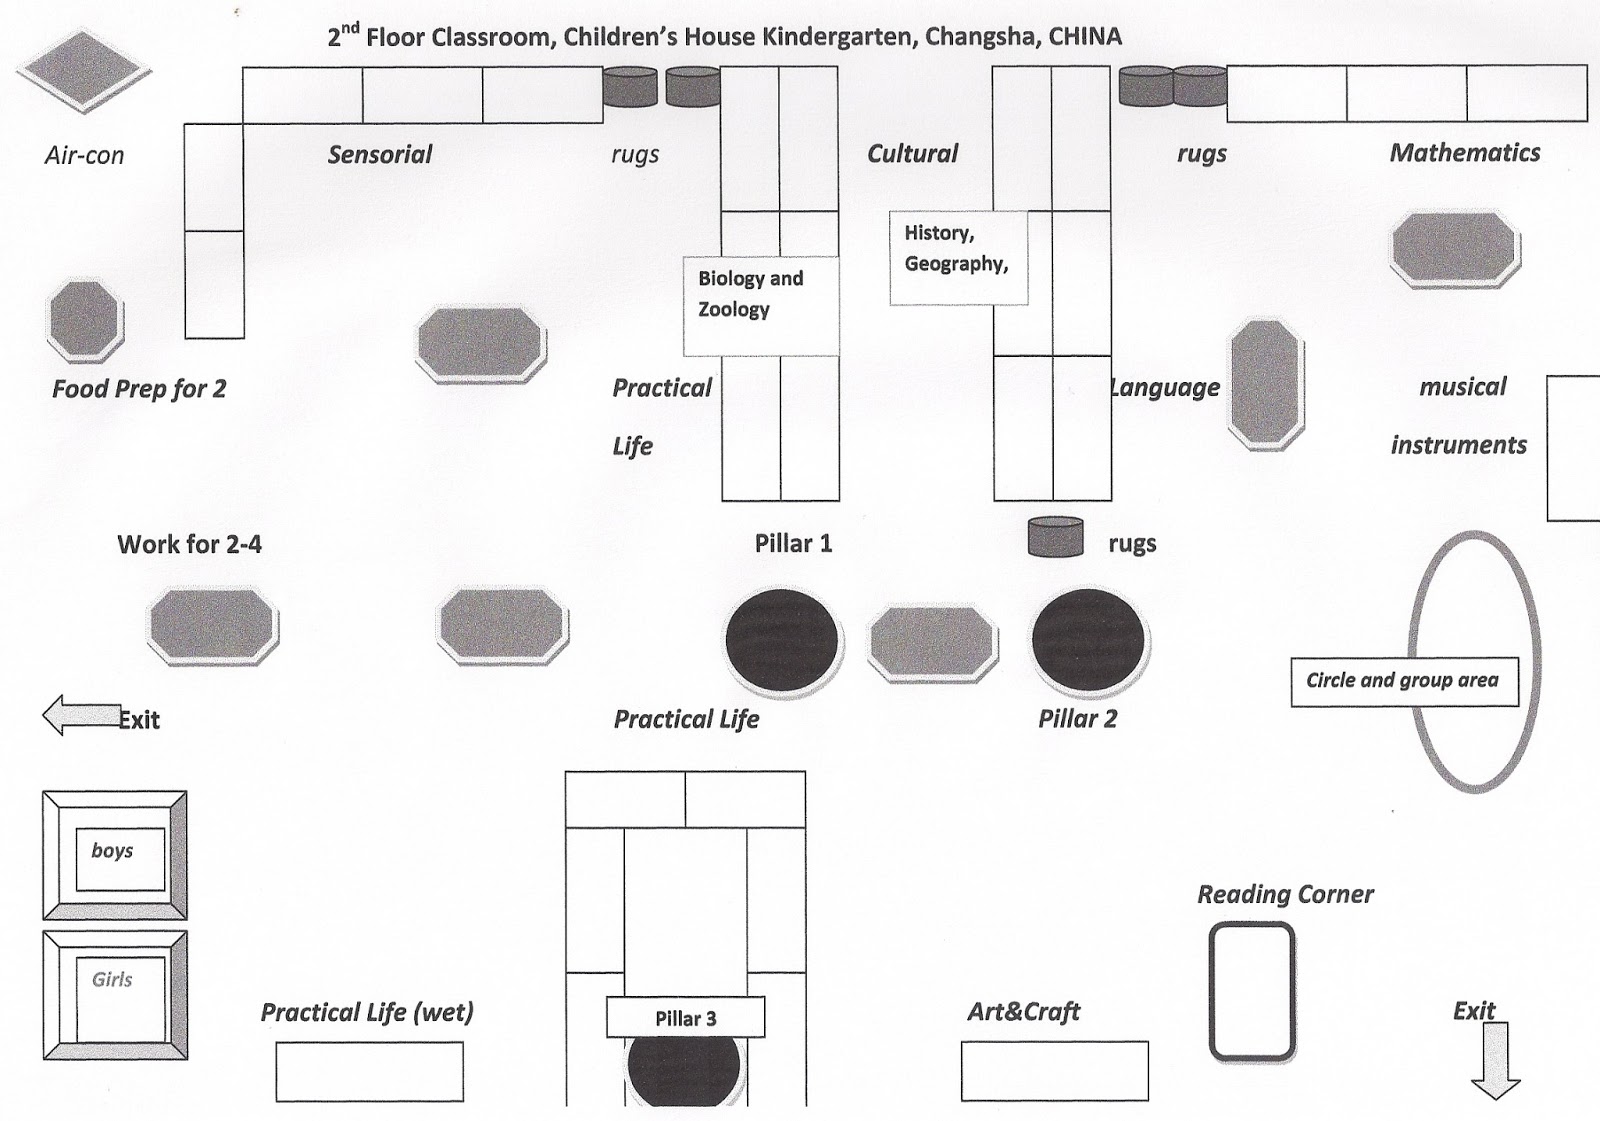 2nd Floor Classroom, Children's House Kindergarten, Changsha, CHINA
Air-con
Sensorial
rugs
Cultural
rugs
Mathematics
History,
Geography,
Biology and
Zoology
Food Prep for 2
Practical
Life
Language
musical
instruments
Work for 2-4
Pillar 1
rugs
Circle and group area
Exit
Practical Life
Pillar 2
boys
Reading Corner
Girls
Practical Life (wet)
Pillar 3
Art&Craft
Exit